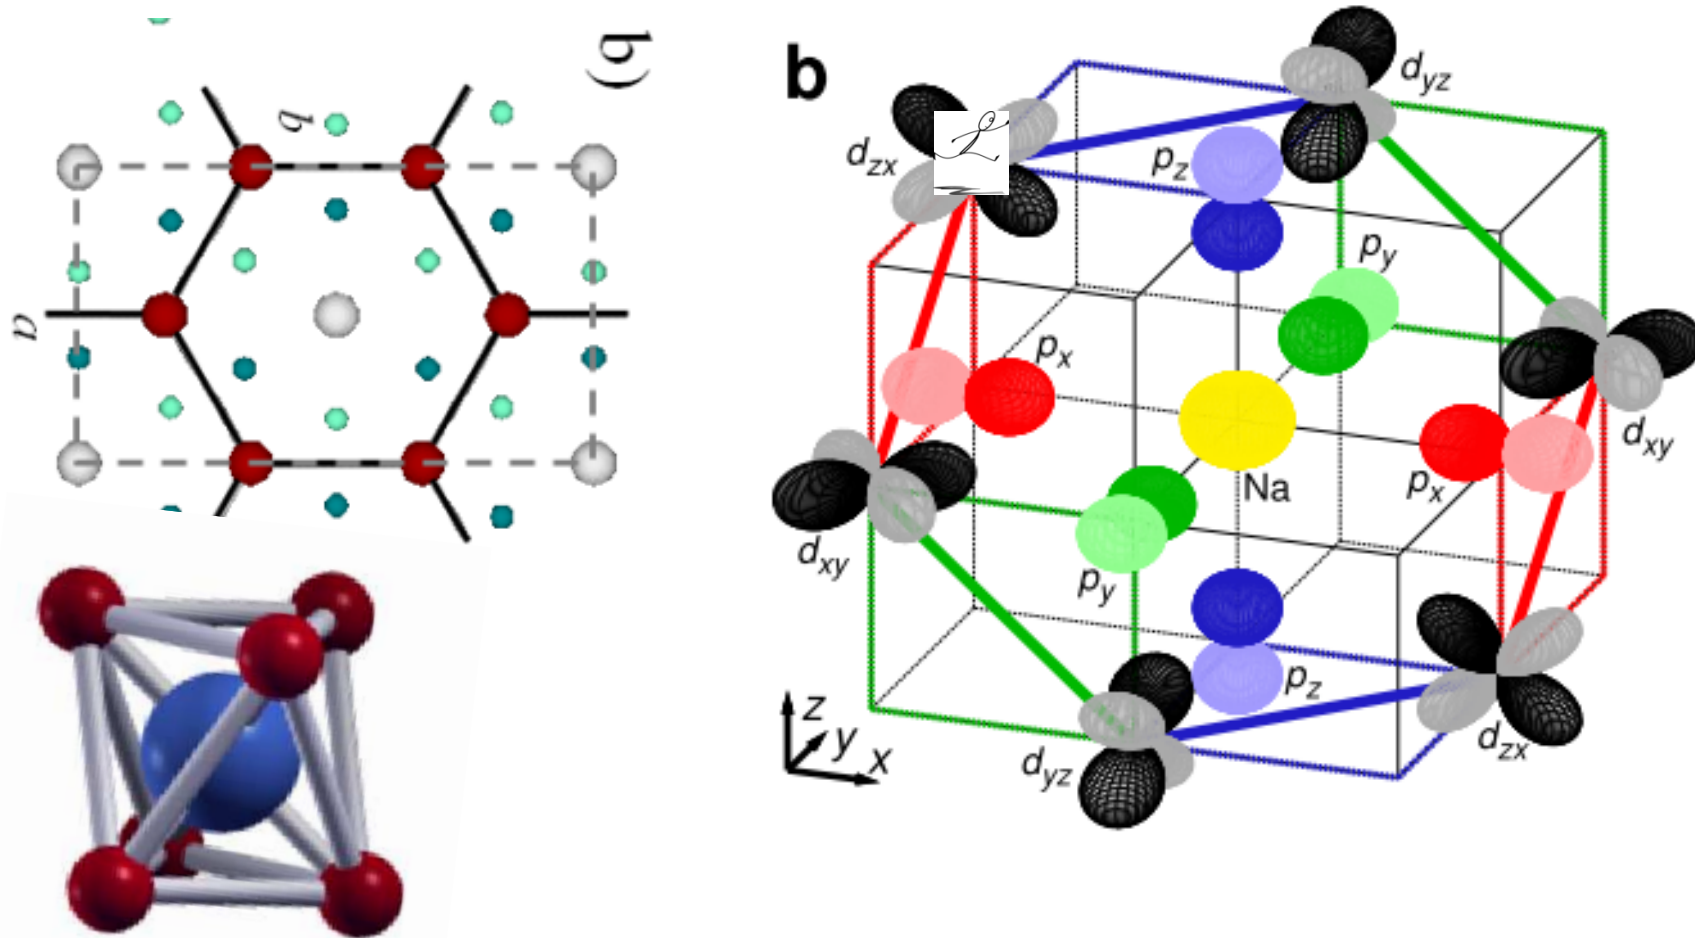 b)
b
a
b
d_yz
d_zx
p_z
p_y
p_x
d_xy
p_x
Na
d_xy
p_y
p_z
d_zx
d_yz
z
y
x